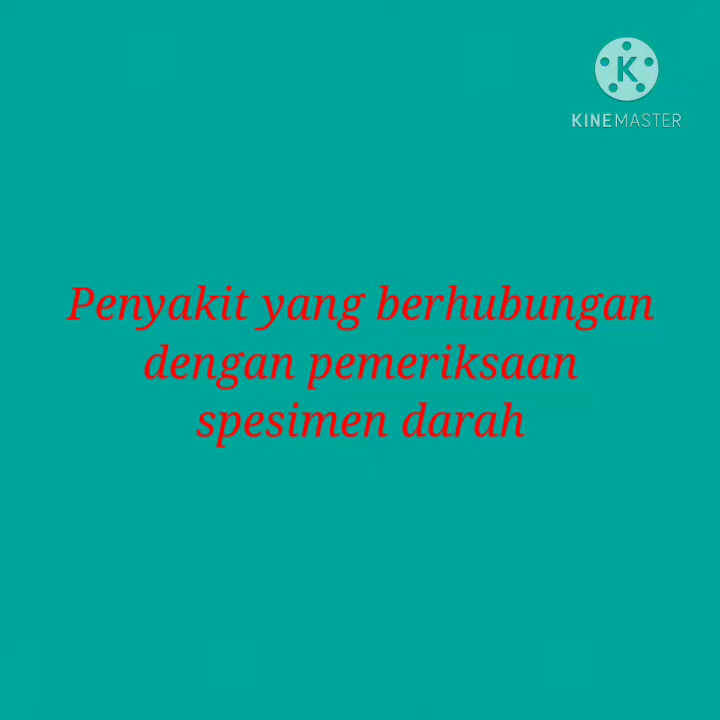 KINEMASTER
Penyakit yang berhubungan
dengan pemeriksaan
spesimen darah